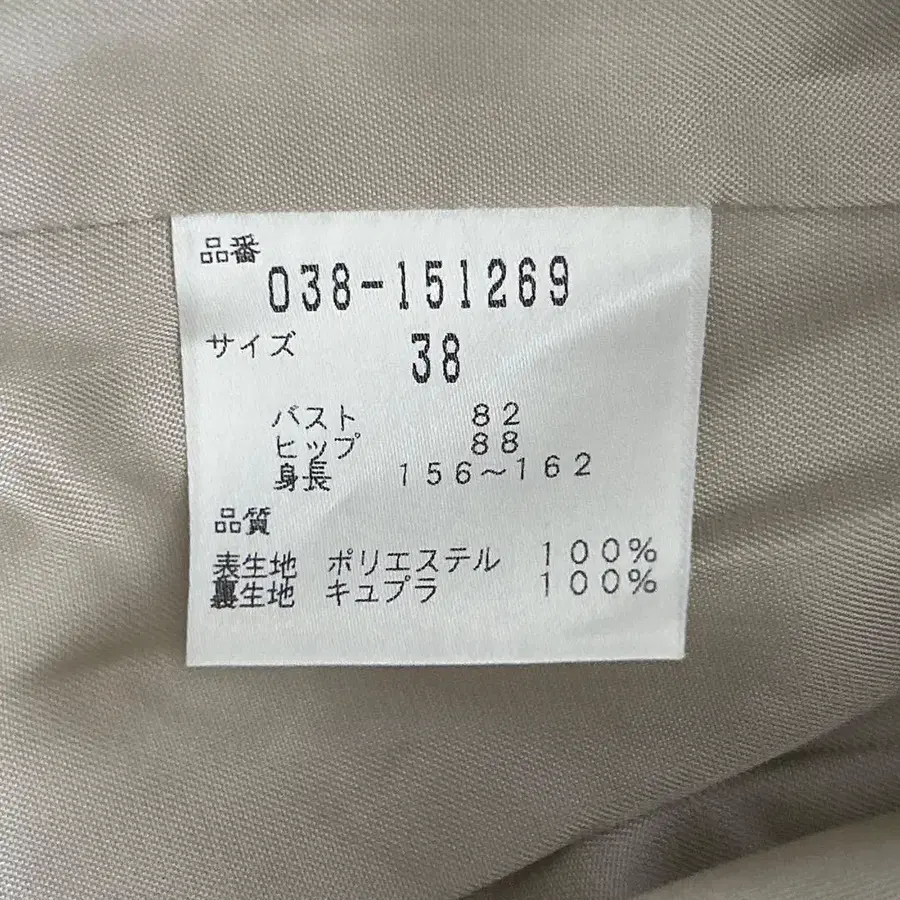 品番
038-151269
サイズ 38
バスト 82
ヒップ 88
身長 156～162
品質
表生地 ポリエステル 100%
裏生地 キュプラ 100%